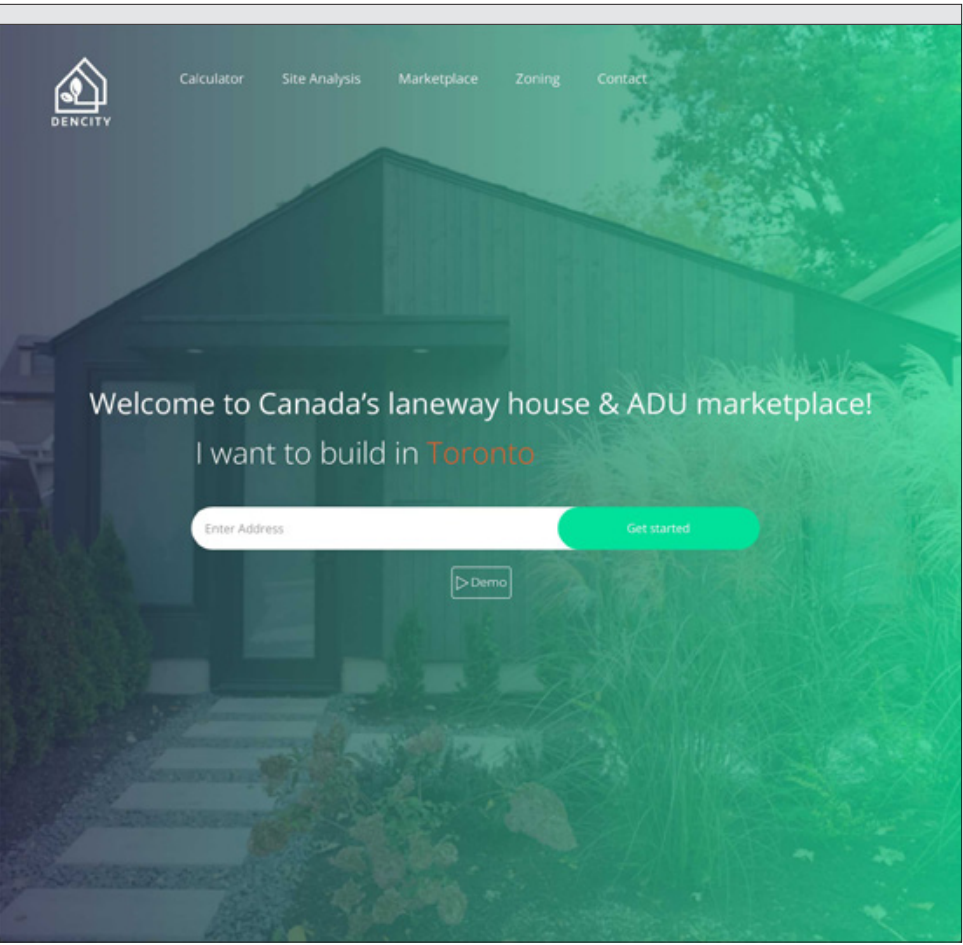 DENCITY
Calculator Site Analysis Marketplace Zoning Contact
Welcome to Canada's laneway house & ADU marketplace!
I want to build in Toronto
Enter Address Get started
Demo